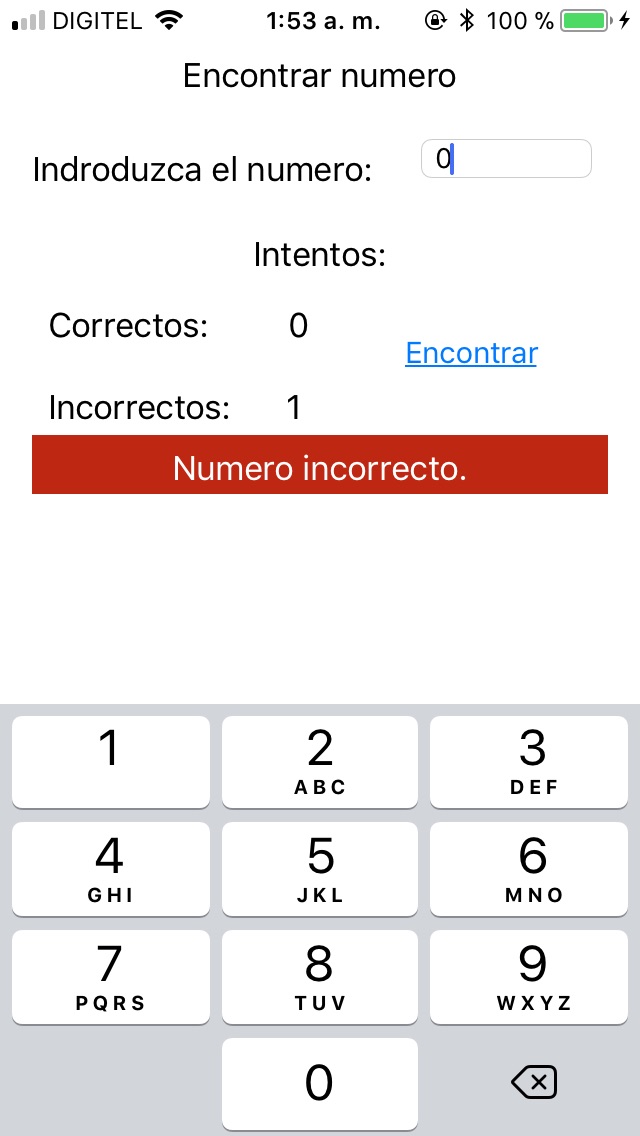 DIGITEL 1:53 a. m. 100 %
Encontrar numero
Indroduzca el numero: 0
Intentos:
Correctos: 0
Encontrar
Incorrectos: 1
Numero incorrecto.
1 2 3
ABC DEF
4 5 6
GHI JKL MNO
7 8 9
PQRS TUV WXYZ
0